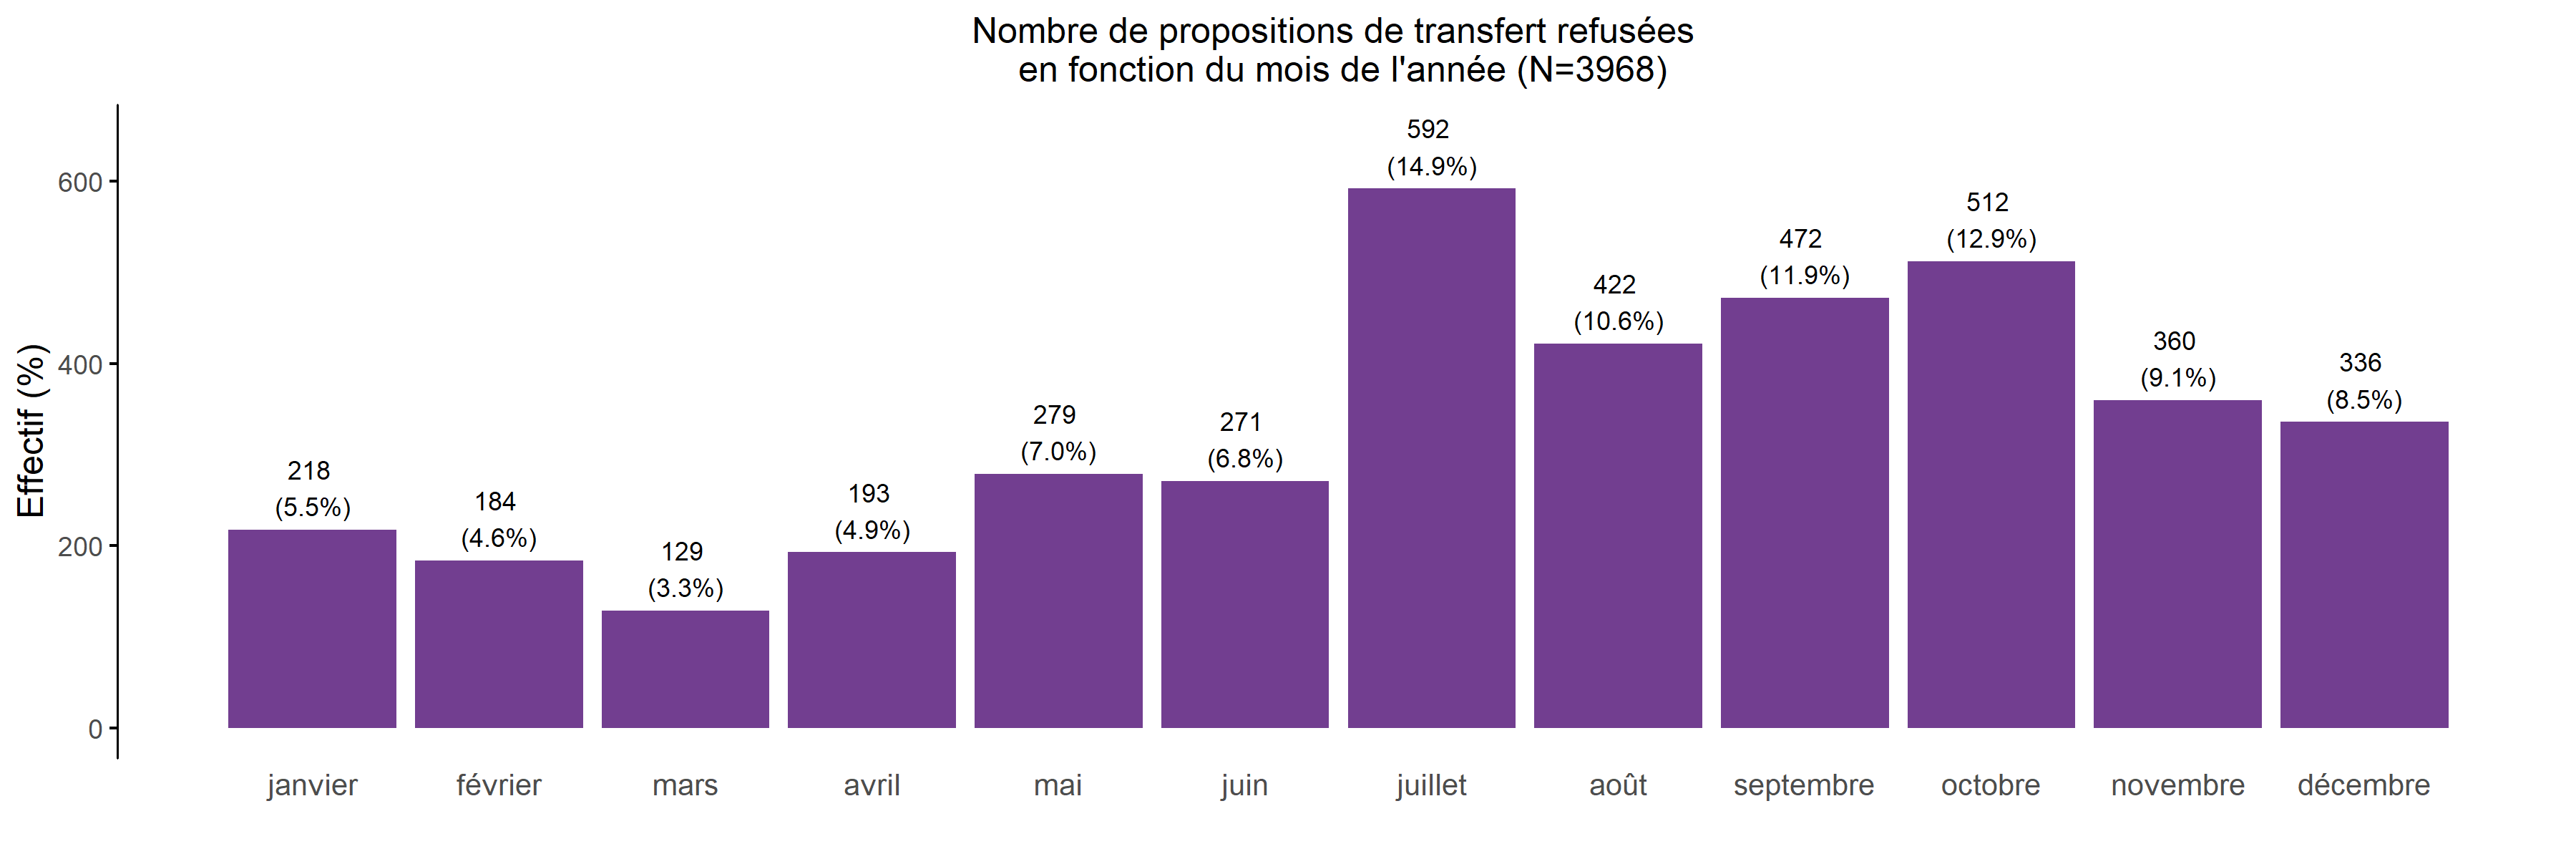 Nombre de propositions de transfert refusées
en fonction du mois de l'année (N=3968)
Effectif (%)
600
400
200
0
218
(5.5%)
184
(4.6%)
129
(3.3%)
193
(4.9%)
279
(7.0%)
271
(6.8%)
592
(14.9%)
422
(10.6%)
472
(11.9%)
512
(12.9%)
360
(9.1%)
336
(8.5%)
janvier
février
mars
avril
mai
juin
juillet
août
septembre
octobre
novembre
décembre